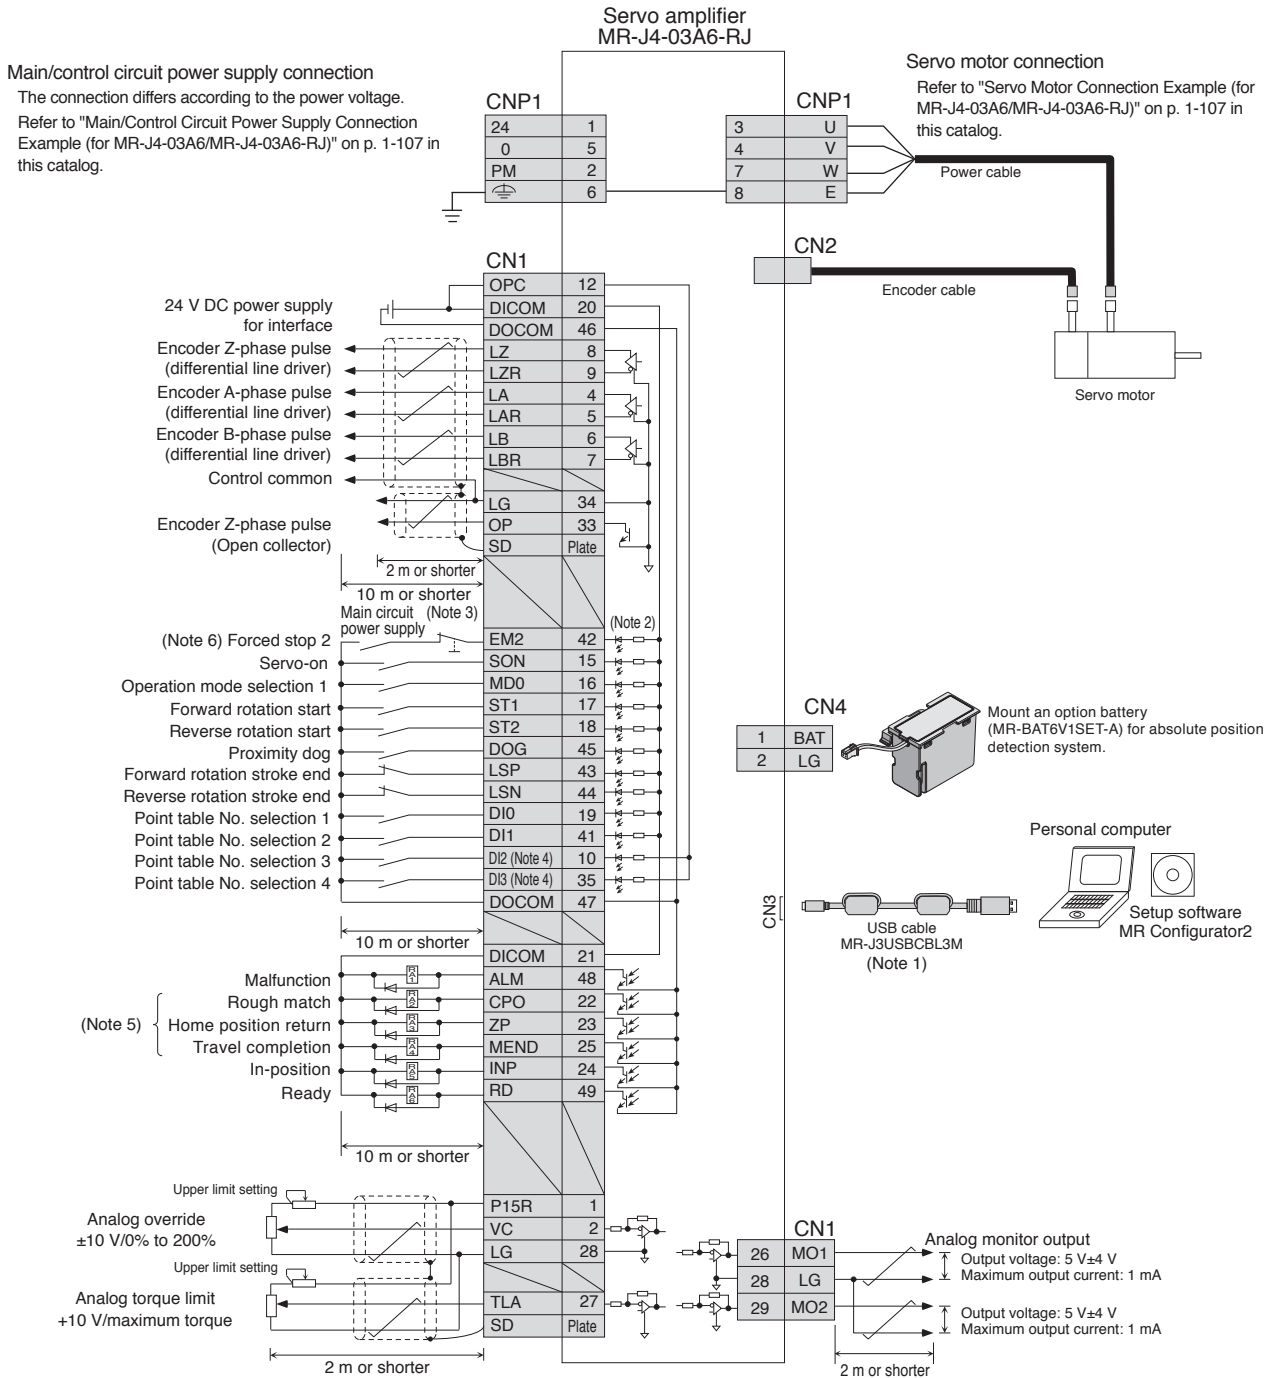 Servo amplifier
MR-J4-03A6-RJ
Main/control circuit power supply connection
The connection differs according to the power voltage.
Refer to "Main/Control Circuit Power Supply Connection
Example (for MR-J4-03A6/MR-J4-03A6-RJ)" on p. 1-107 in
this catalog.
Servo motor connection
Refer to "Servo Motor Connection Example (for
MR-J4-03A6/MR-J4-03A6-RJ)" on p. 1-107 in
this catalog.
CNP1
24 1
0 5
PM 2
6
CNP1
3 U
4 V
7 W
8 E
Power cable
CN2
Encoder cable
Servo motor
CN1
OPC 12
24 V DC power supply
for interface
DICOM 20
DOCOM 46
Encoder Z-phase pulse
(differential line driver)
LZ 8
LZR 9
Encoder A-phase pulse
(differential line driver)
LA 4
LAR 5
Encoder B-phase pulse
(differential line driver)
LB 6
LBR 7
Control common
LG 34
Encoder Z-phase pulse
(Open collector)
OP 33
SD Plate
2 m or shorter
10 m or shorter
Main circuit
power supply
(Note 3)
(Note 2)
(Note 6) Forced stop 2 EM2 42
Servo-on SON 15
Operation mode selection 1 MD0 16
Forward rotation start ST1 17
Reverse rotation start ST2 18
Proximity dog DOG 45
Forward rotation stroke end LSP 43
Reverse rotation stroke end LSN 44
Point table No. selection 1 DI0 19
Point table No. selection 2 DI1 41
Point table No. selection 3 DI2 (Note 4) 10
Point table No. selection 4 DI3 (Note 4) 35
DOCOM 47
10 m or shorter
DICOM 21
Malfunction RA1 ALM 48
(Note 5)
Rough match RA2 CPO 22
Home position return RA3 ZP 23
Travel completion RA4 MEND 25
In-position RA5 INP 24
Ready RA6 RD 49
10 m or shorter
Upper limit setting
P15R 1
Analog override
±10 V/0% to 200%
VC 2
LG 28
Upper limit setting
Analog torque limit
+10 V/maximum torque
TLA 27
SD Plate
2 m or shorter
CN4
1 BAT
2 LG
Mount an option battery
(MR-BAT6V1SET-A) for absolute position
detection system.
Personal computer
CN3
USB cable
MR-J3USBCBL3M
(Note 1)
Setup software
MR Configurator2
CN1
26 MO1
28 LG
29 MO2
Analog monitor output
Output voltage: 5 V±4 V
Maximum output current: 1 mA
Output voltage: 5 V±4 V
Maximum output current: 1 mA
2 m or shorter